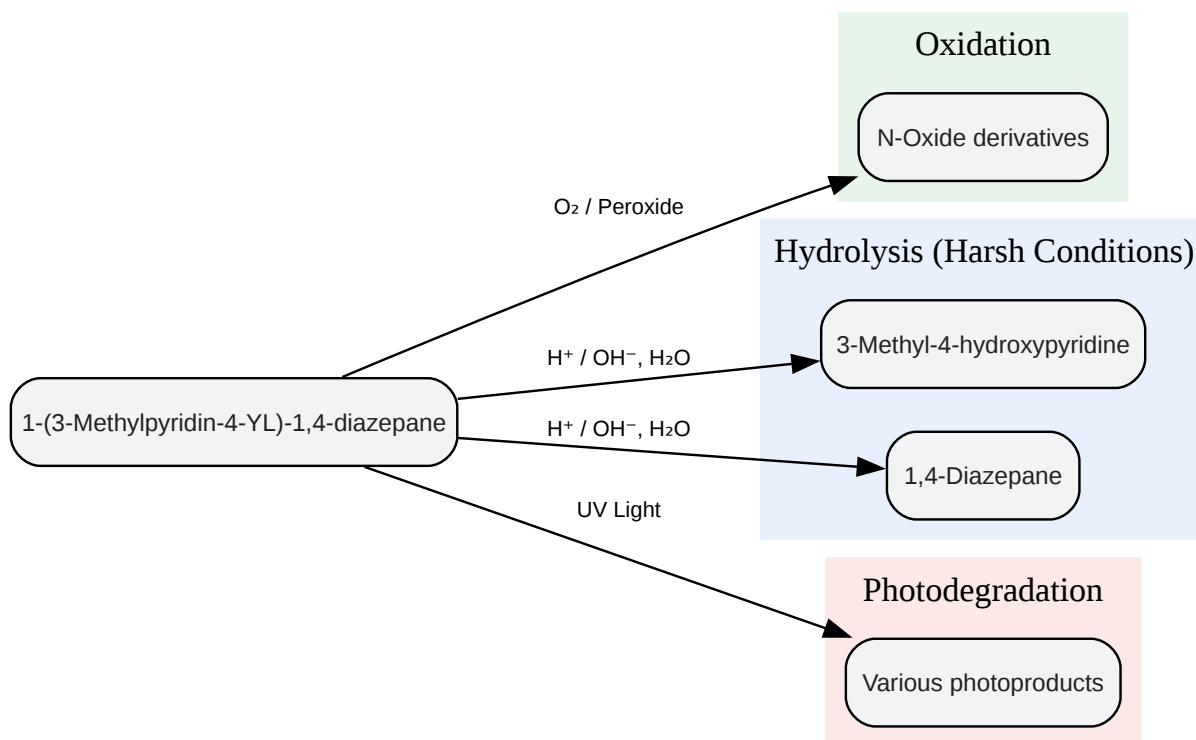 Oxidation
N-Oxide derivatives
O₂ / Peroxide
Hydrolysis (Harsh Conditions)
3-Methyl-4-hydroxypyridine
H⁺ / OH⁻, H₂O
1-(3-Methylpyridin-4-YL)-1,4-diazepane
H⁺ / OH⁻, H₂O
1,4-Diazepane
UV Light
Photodegradation
Various photoproducts